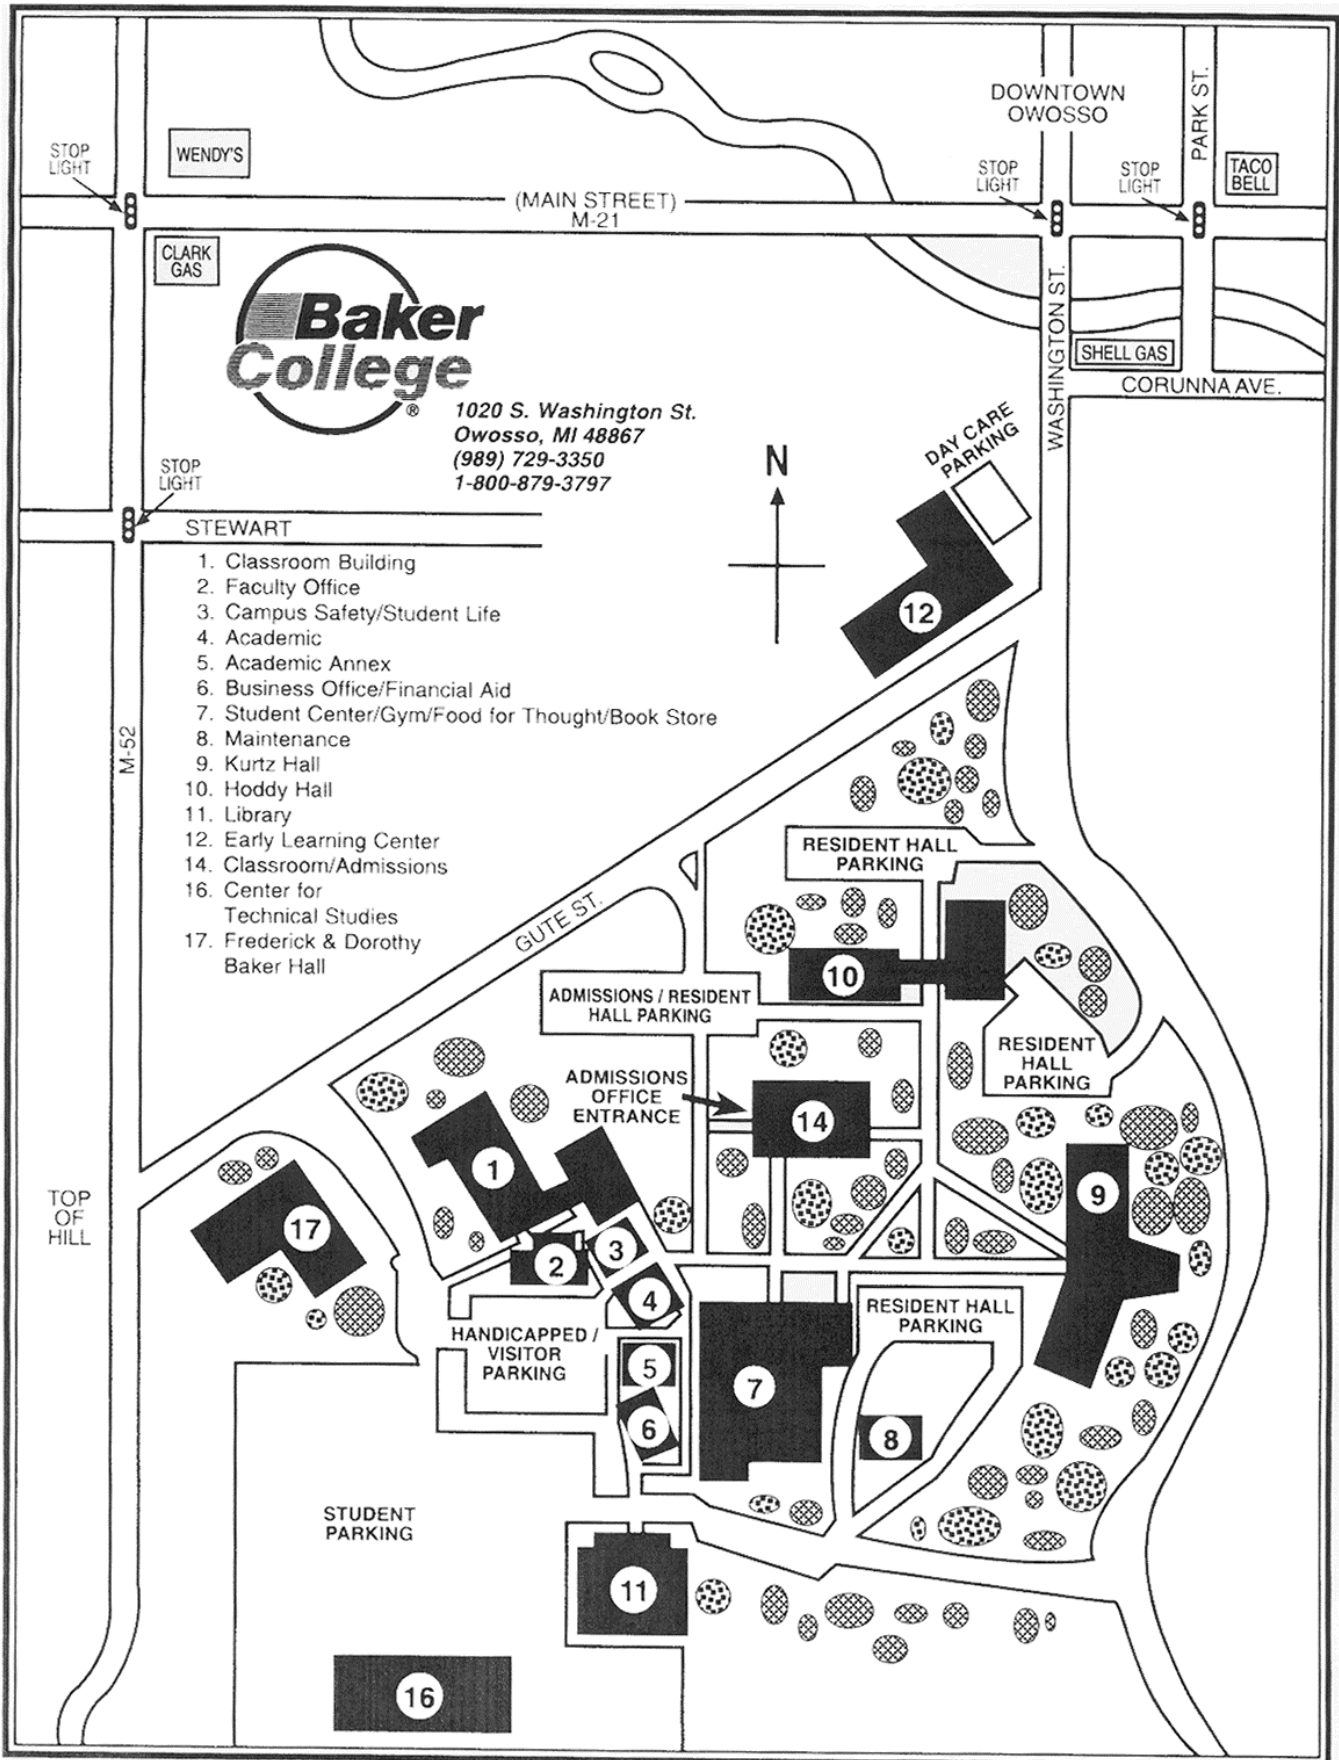 DOWNTOWN
OWOSSO
PARK ST.
STOP
LIGHT
WENDY'S
STOP
LIGHT
STOP
LIGHT
TACO
BELL
(MAIN STREET)
M-21
CLARK
GAS
Baker
College
®
WASHINGTON ST.
SHELL GAS
CORUNNA AVE.
1020 S. Washington St.
Owosso, MI 48867
(989) 729-3350
1-800-879-3797
DAY CARE
PARKING
N
STOP
LIGHT
STEWART
1. Classroom Building
2. Faculty Office
3. Campus Safety/Student Life
4. Academic
5. Academic Annex
6. Business Office/Financial Aid
7. Student Center/Gym/Food for Thought/Book Store
8. Maintenance
9. Kurtz Hall
10. Hoddy Hall
11. Library
12. Early Learning Center
14. Classroom/Admissions
16. Center for
Technical Studies
17. Frederick & Dorothy
Baker Hall
M-52
12
RESIDENT HALL
PARKING
GUTE ST.
10
ADMISSIONS / RESIDENT
HALL PARKING
RESIDENT
HALL
PARKING
ADMISSIONS
OFFICE
ENTRANCE
14
1
9
TOP
OF
HILL
17
2
3
4
RESIDENT HALL
PARKING
HANDICAPPED /
VISITOR
PARKING
5
7
6
8
STUDENT
PARKING
11
16